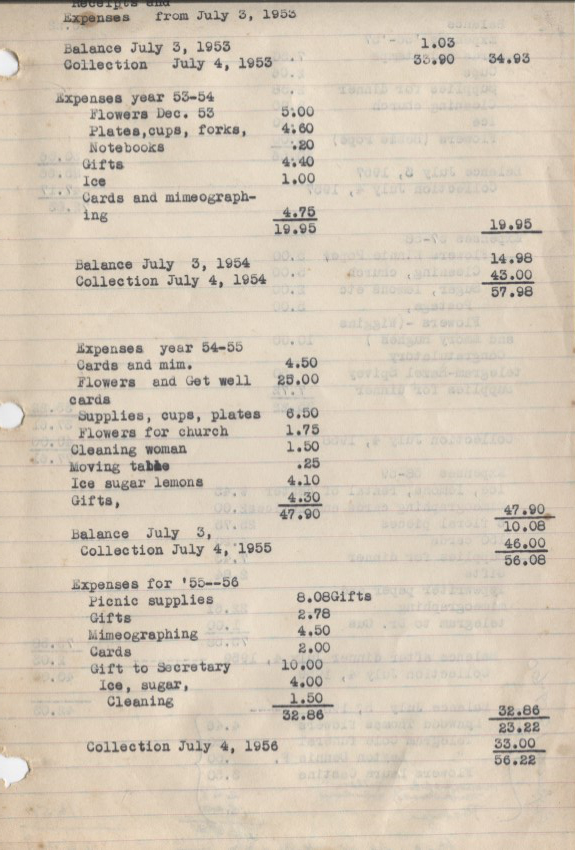 Receipts and
Expenses from July 3, 1953
Balance July 3, 1953 1.03
Collection July 4, 1953 33.90 34.93
Expenses year 53-54
Flowers Dec. 53 5.00
Plates,cups, forks, 4.60
Notebooks .20
Gifts 4.40
Ice 1.00
Cards and mimeograph-
ing 4.75
19.95 19.95
Balance July 3, 1954 14.98
Collection July 4, 1954 43.00
57.98
Expenses year 54-55
Cards and mim. 4.50
Flowers and Get well 25.00
cards
Supplies, cups, plates 6.50
Flowers for church 1.75
Cleaning woman 1.50
Moving table .25
Ice sugar lemons 4.10
Gifts, 4.30
47.90 47.90
Balance July 3, 10.08
Collection July 4, 1955 46.00
56.08
Expenses for '55--56
Picnic supplies 8.08Gifts
Gifts 2.78
Mimeographing 4.50
Cards 2.00
Gift to Secretary 10.00
Ice, sugar, 4.00
Cleaning 1.50
32.86 32.86
23.22
Collection July 4, 1956 33.00
56.22